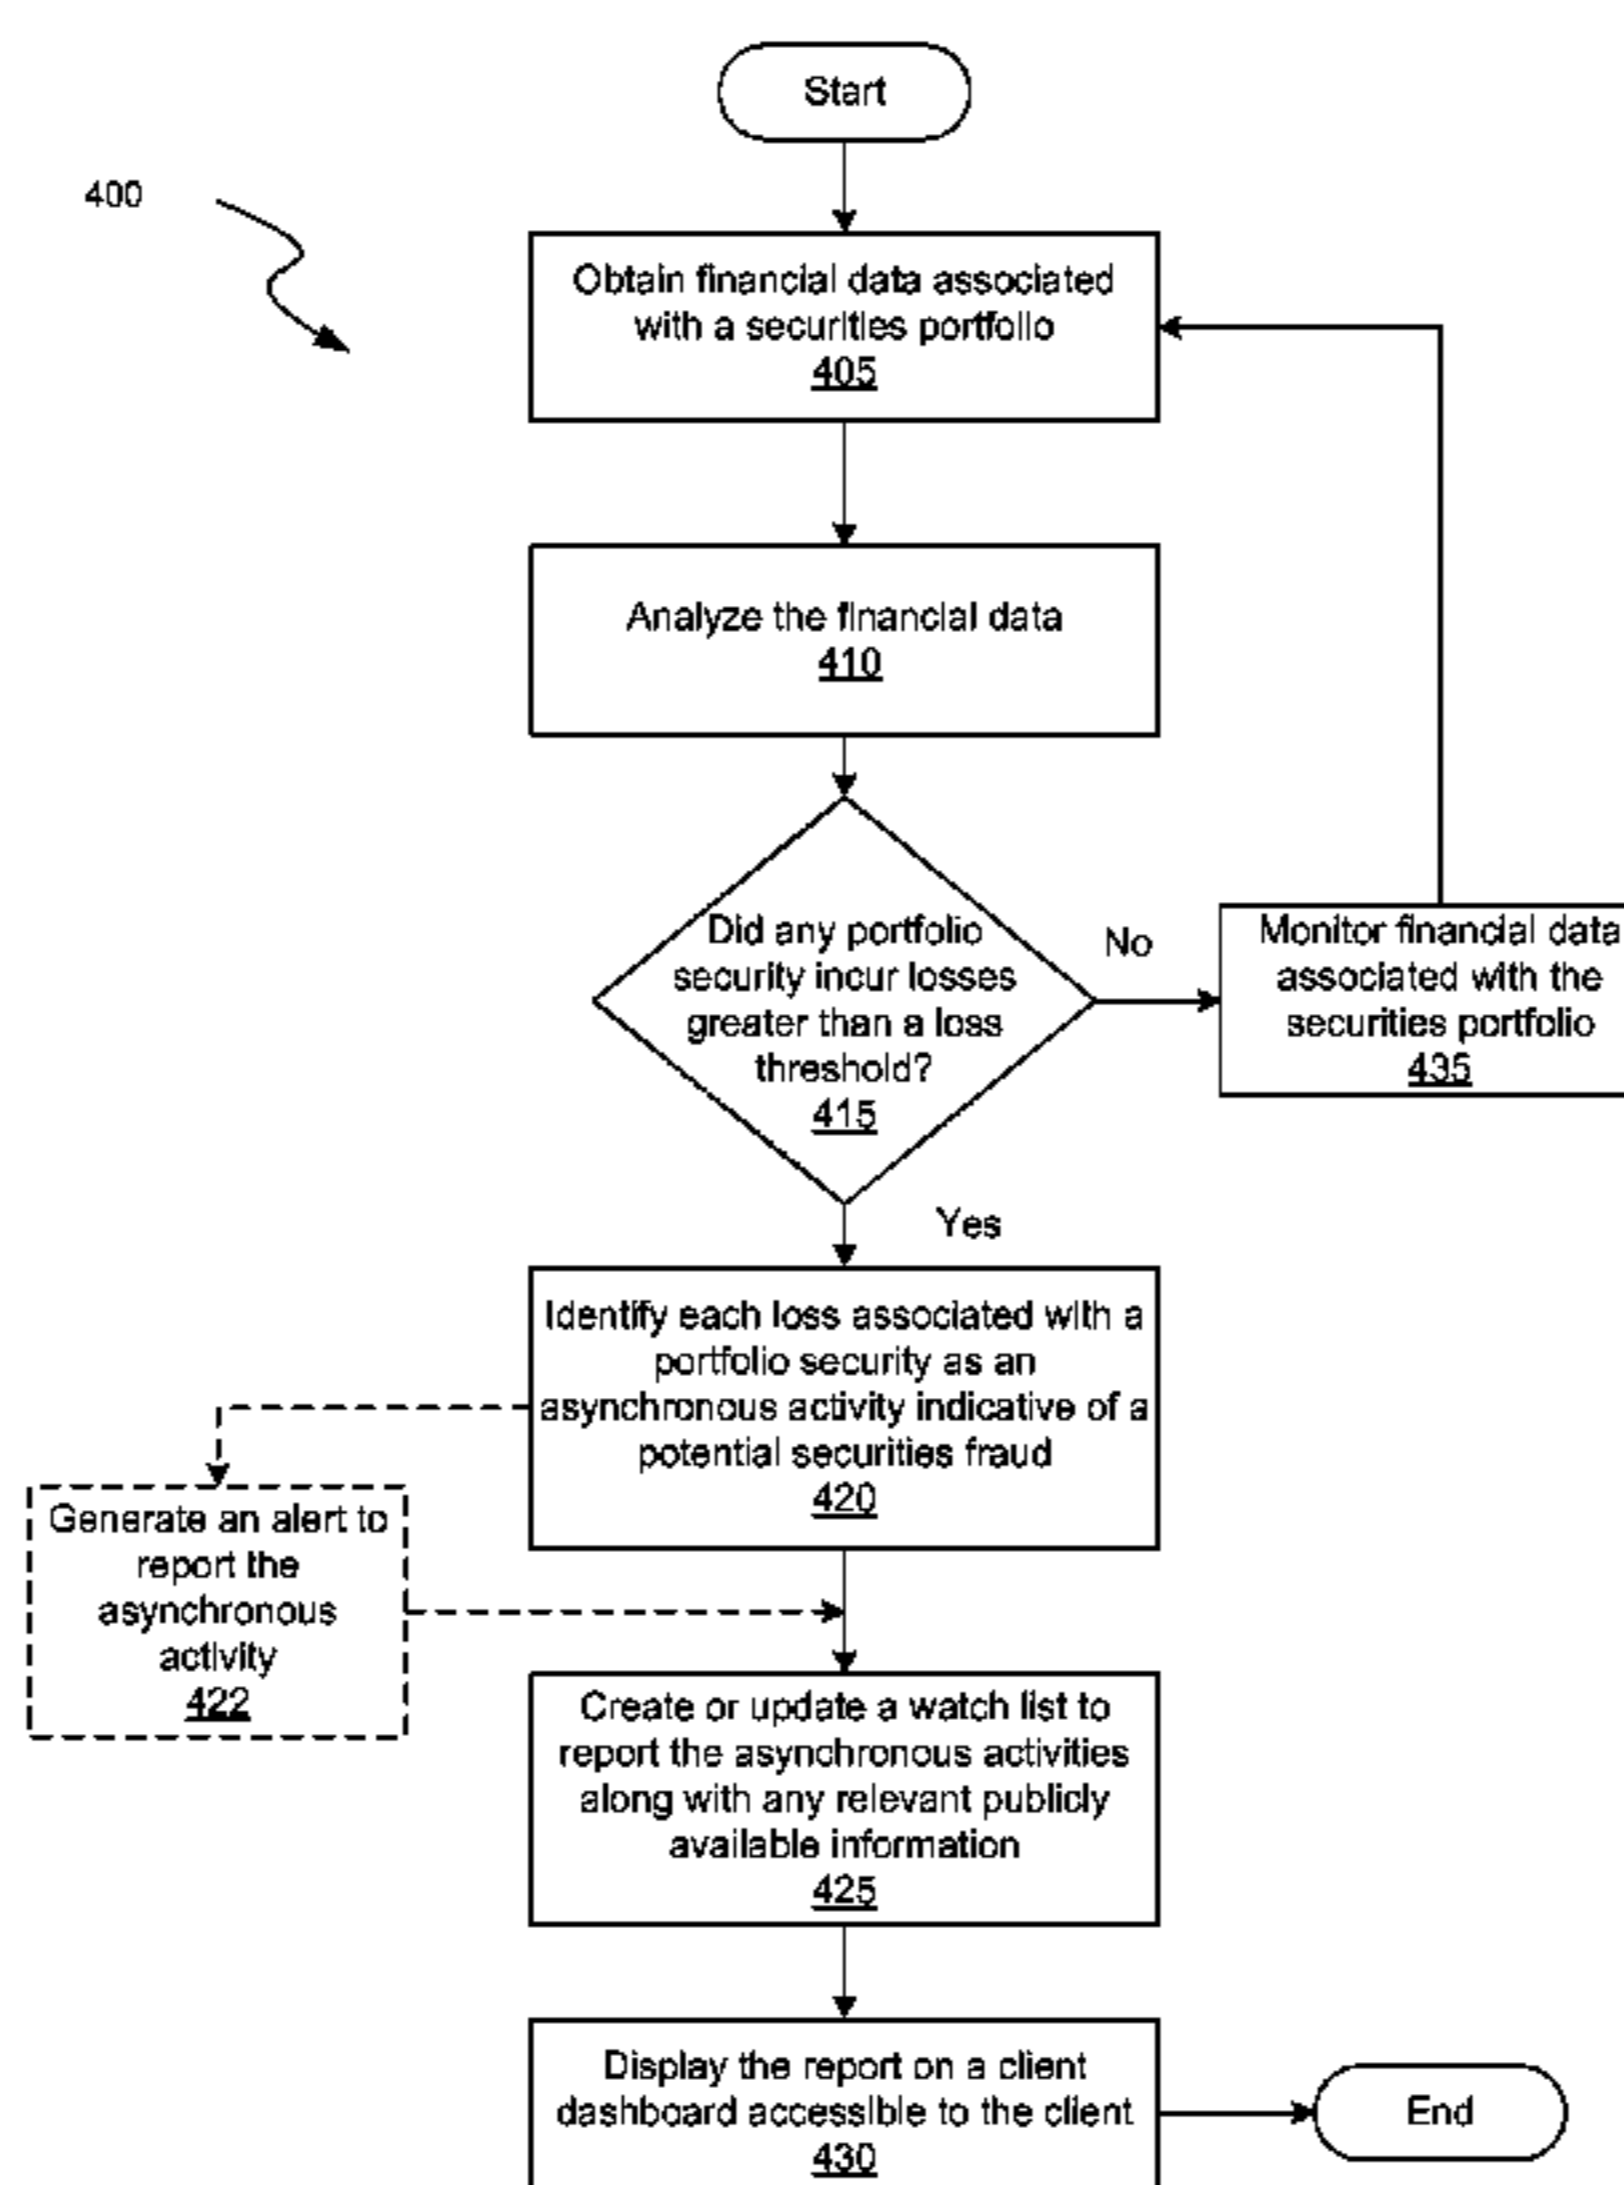 Start
400
Obtain financial data associated
with a securities portfolio
405
Analyze the financial data
410
Did any portfolio
security incur losses
greater than a loss
threshold?
415
No
Monitor financial data
associated with the
securities portfolio
435
Yes
Identify each loss associated with a
portfolio security as an
asynchronous activity indicative of a
potential securities fraud
420
Generate an alert to
report the
asynchronous
activity
422
Create or update a watch list to
report the asynchronous activities
along with any relevant publicly
available information
425
Display the report on a client
dashboard accessible to the client
430
End